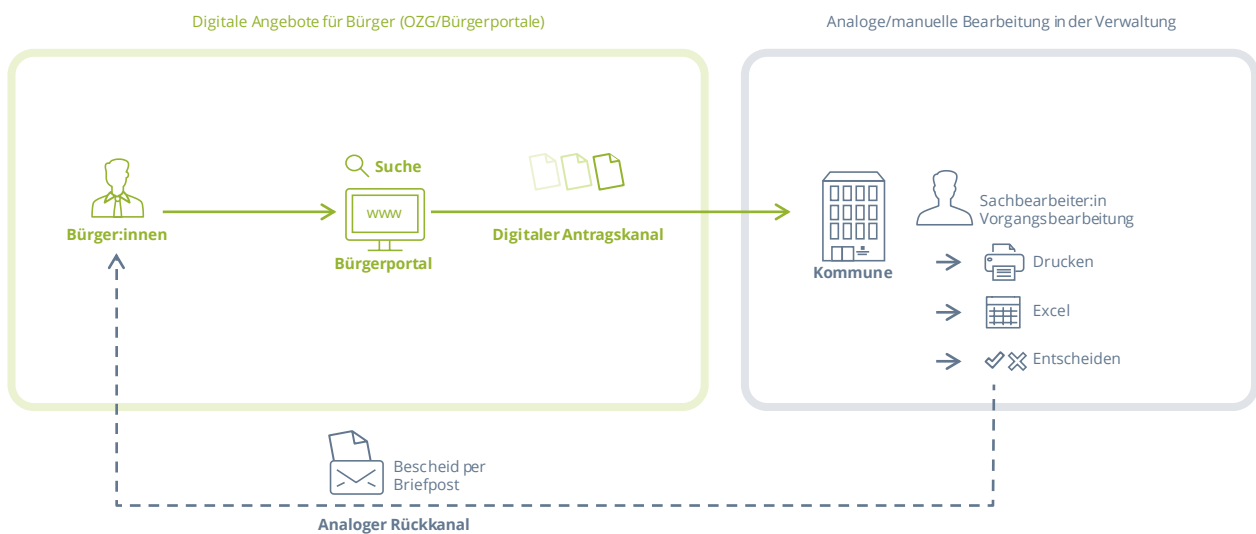 Digitale Angebote für Bürger (OZG/Bürgerportale)
Analoge/manuelle Bearbeitung in der Verwaltung
Suche
www
Bürger:innen
Bürgerportal
Digitaler Antragskanal
Kommune
Sachbearbeiter:in
Vorgangsbearbeitung
Drucken
Excel
Entscheiden
Bescheid per
Briefpost
Analoger Rückkanal